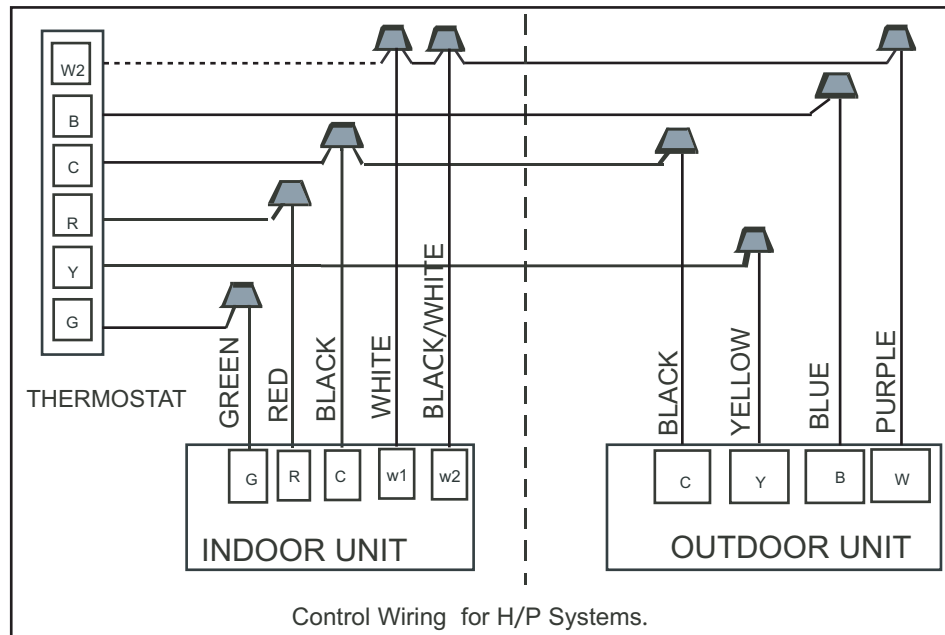 W2
B
C
R
Y
G
THERMOSTAT
GREEN
RED
BLACK
WHITE
BLACK/WHITE
BLACK
YELLOW
BLUE
PURPLE
G R C w1 w2
C Y B W
INDOOR UNIT
OUTDOOR UNIT
Control Wiring for H/P Systems.